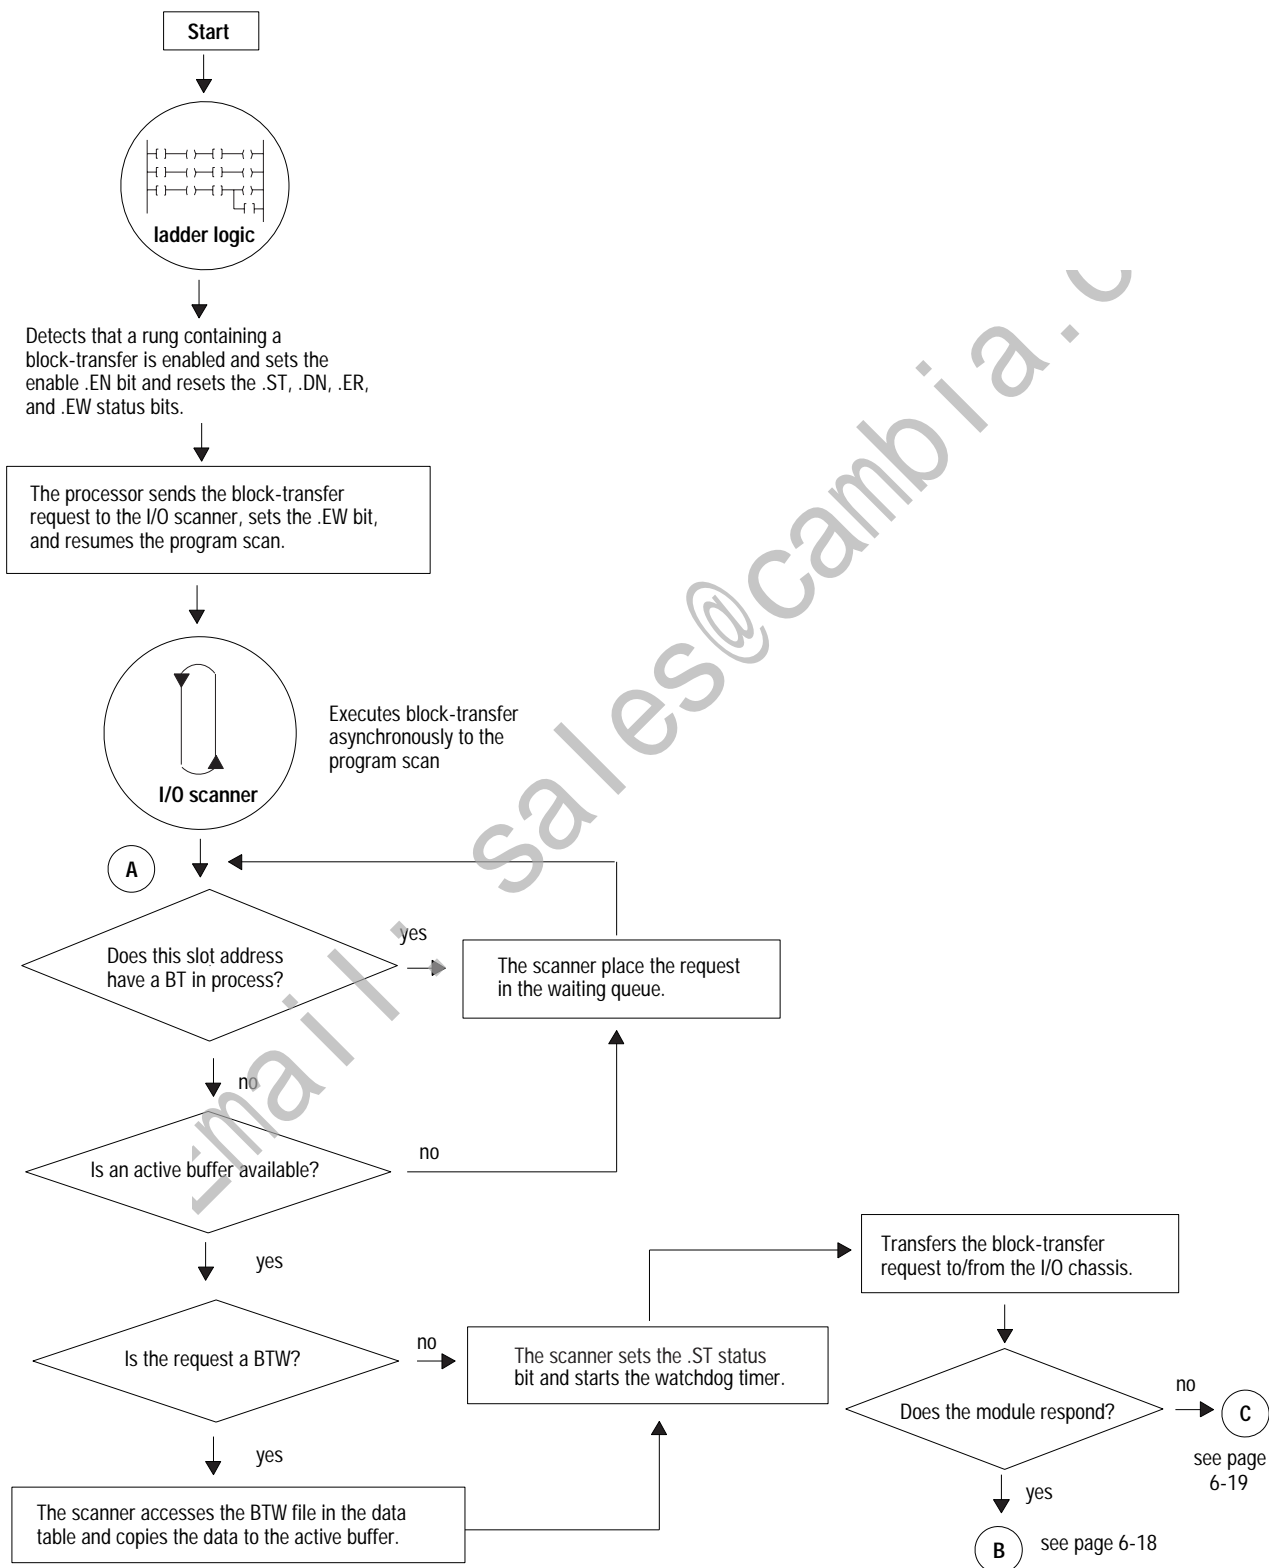 Start
ladder logic
Detects that a rung containing a
block-transfer is enabled and sets the
enable .EN bit and resets the .ST, .DN, .ER,
and .EW status bits.
The processor sends the block-transfer
request to the I/O scanner, sets the .EW bit,
and resumes the program scan.
I/O scanner
Executes block-transfer
asynchronously to the
program scan
A
Does this slot address
have a BT in process?
yes
The scanner place the request
in the waiting queue.
no
Is an active buffer available?
no
yes
Is the request a BTW?
no
The scanner sets the .ST status
bit and starts the watchdog timer.
yes
The scanner accesses the BTW file in the data
table and copies the data to the active buffer.
Transfers the block-transfer
request to/from the I/O chassis.
Does the module respond?
no
C
see page
6-19
yes
B
see page 6-18
sales@cambia.